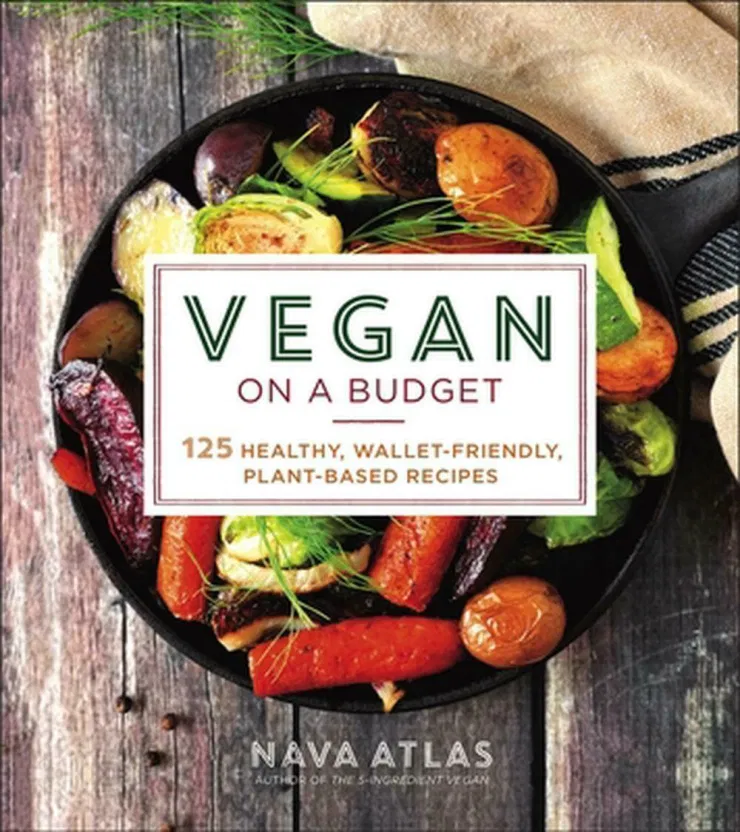 VEGAN
ON A BUDGET
125 HEALTHY, WALLET-FRIENDLY,
PLANT-BASED RECIPES
NAVA ATLAS
AUTHOR OF THE 5-INGREDIENT VEGAN